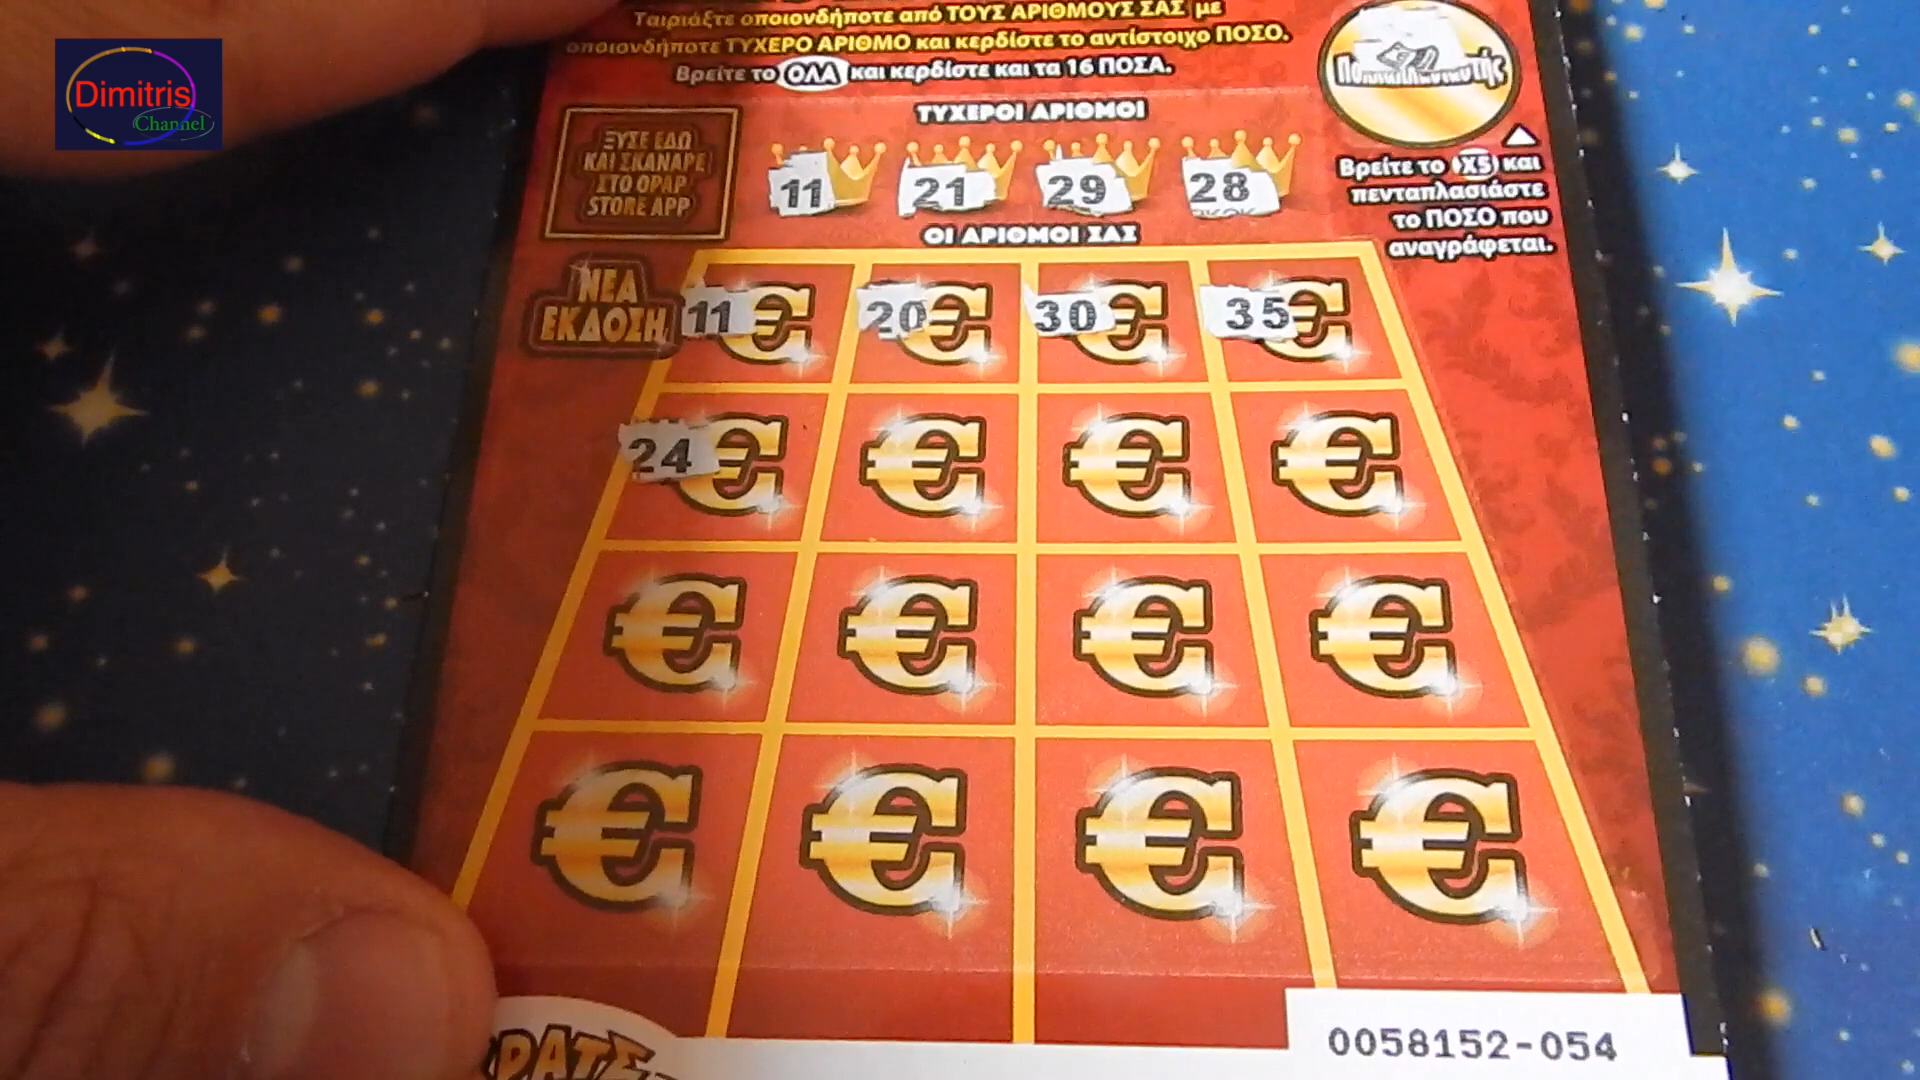 Ταιριάξτε οποιονδήποτε από ΤΟΥΣ ΑΡΙΘΜΟΥΣ ΣΑΣ με
οποιονδήποτε ΤΥΧΕΡΟ ΑΡΙΘΜΟ και κερδίστε το αντίστοιχο ΠΟΣΟ.
Βρείτε το ΟΛΑ και κερδίστε και τα 16 ΠΟΣΑ.
Dimitris
Channel
ΤΥΧΕΡΟΙ ΑΡΙΘΜΟΙ
ΞΥΣΕ ΕΔΩ
ΚΑΙ ΣΚΑΝΑΡΕ
ΣΤΟ OPAP
STORE APP
11 21 29 28
Βρείτε το X5 και
πενταπλασιάστε
το ΠΟΣΟ που
αναγράφεται.
ΟΙ ΑΡΙΘΜΟΙ ΣΑΣ
ΝΕΑ
ΕΚΔΟΣΗ
11 € 20 € 30 € 35 €
24 € € € €
€ € € €
€ € € €
0058152-054